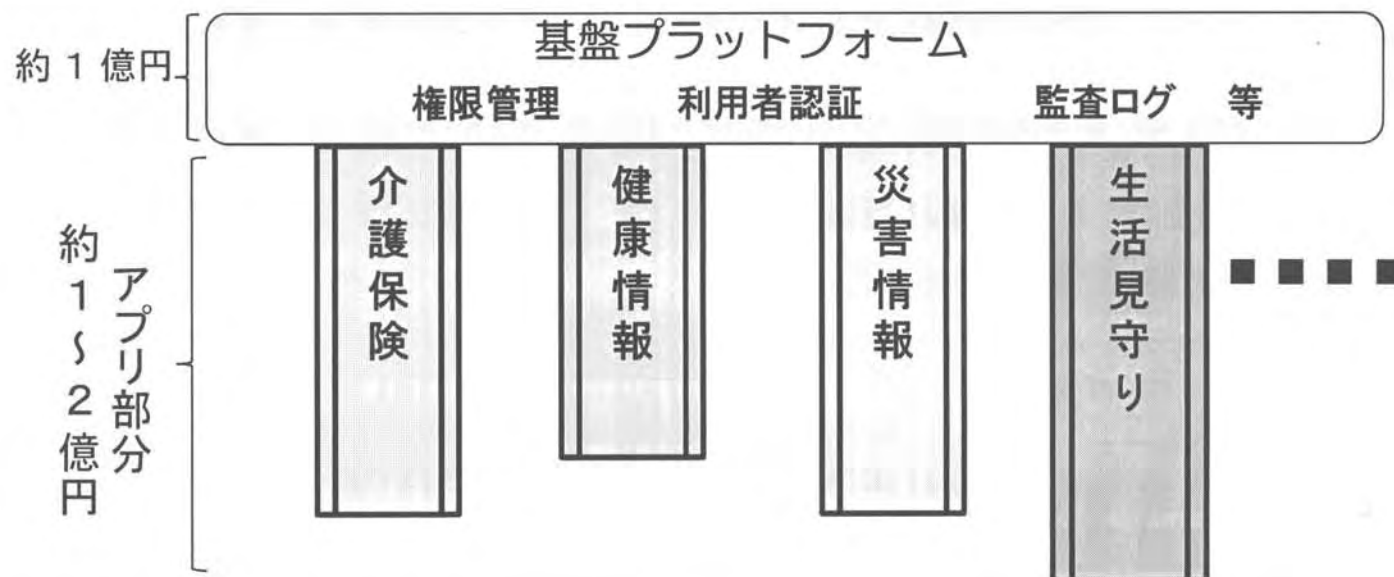 基盤プラットフォーム
約1億円
権限管理 利用者認証 監査ログ 等
介護保険
健康情報
災害情報
生活見守り
アプリ部分
約1~2億円